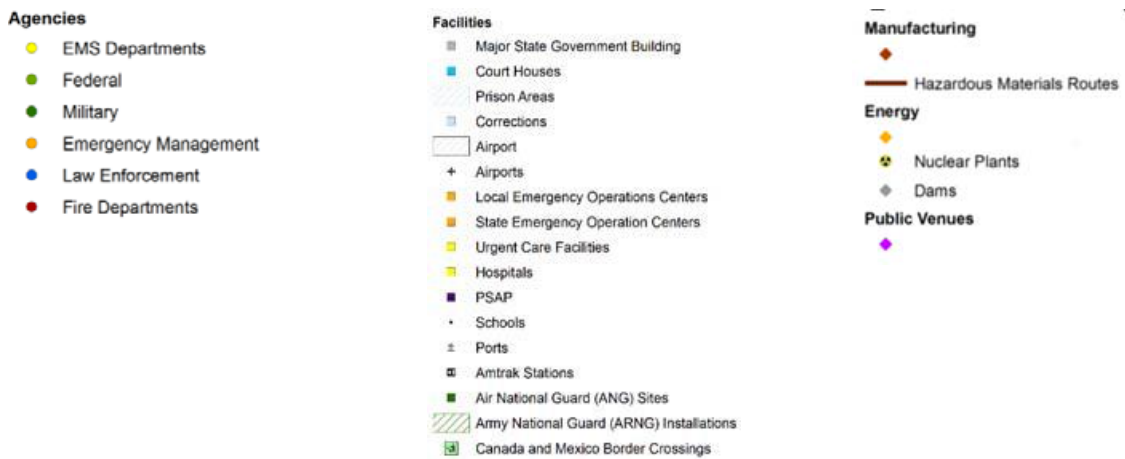 Agencies
EMS Departments
Federal
Military
Emergency Management
Law Enforcement
Fire Departments
Facilities
Major State Government Building
Court Houses
Prison Areas
Corrections
Airport
Airports
Local Emergency Operations Centers
State Emergency Operation Centers
Urgent Care Facilities
Hospitals
PSAP
Schools
Ports
Amtrak Stations
Air National Guard (ANG) Sites
Army National Guard (ARNG) Installations
Canada and Mexico Border Crossings
Manufacturing
Hazardous Materials Routes
Energy
Nuclear Plants
Dams
Public Venues